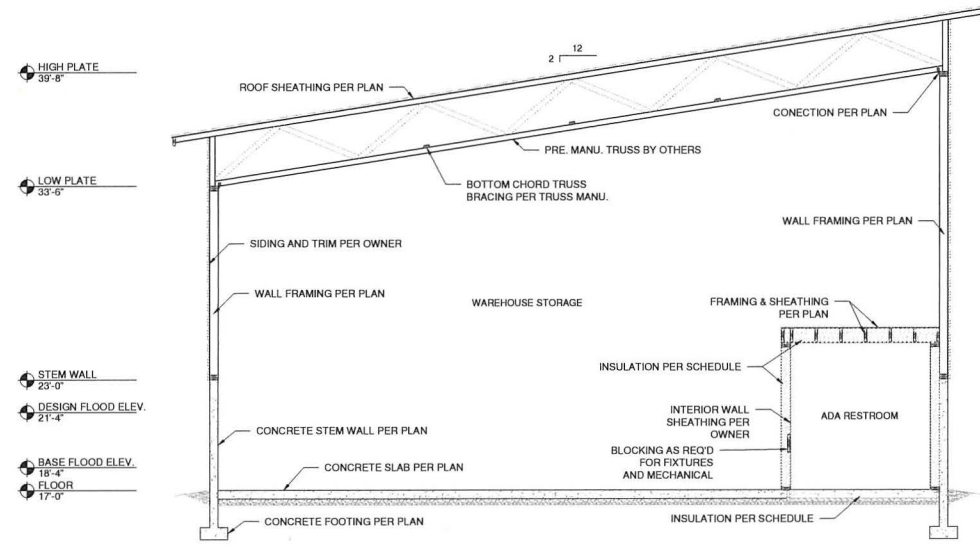 12
2
HIGH PLATE
39'-8"
ROOF SHEATHING PER PLAN
CONECTION PER PLAN
PRE. MANU. TRUSS BY OTHERS
LOW PLATE
33'-6"
BOTTOM CHORD TRUSS
BRACING PER TRUSS MANU.
WALL FRAMING PER PLAN
SIDING AND TRIM PER OWNER
WALL FRAMING PER PLAN
WAREHOUSE STORAGE
FRAMING & SHEATHING
PER PLAN
INSULATION PER SCHEDULE
STEM WALL
23'-0"
DESIGN FLOOD ELEV.
21'-4"
INTERIOR WALL
SHEATHING PER
OWNER
ADA RESTROOM
CONCRETE STEM WALL PER PLAN
BLOCKING AS REQ'D
FOR FIXTURES
AND MECHANICAL
BASE FLOOD ELEV.
18'-4"
CONCRETE SLAB PER PLAN
FLOOR
17'-0"
CONCRETE FOOTING PER PLAN
INSULATION PER SCHEDULE